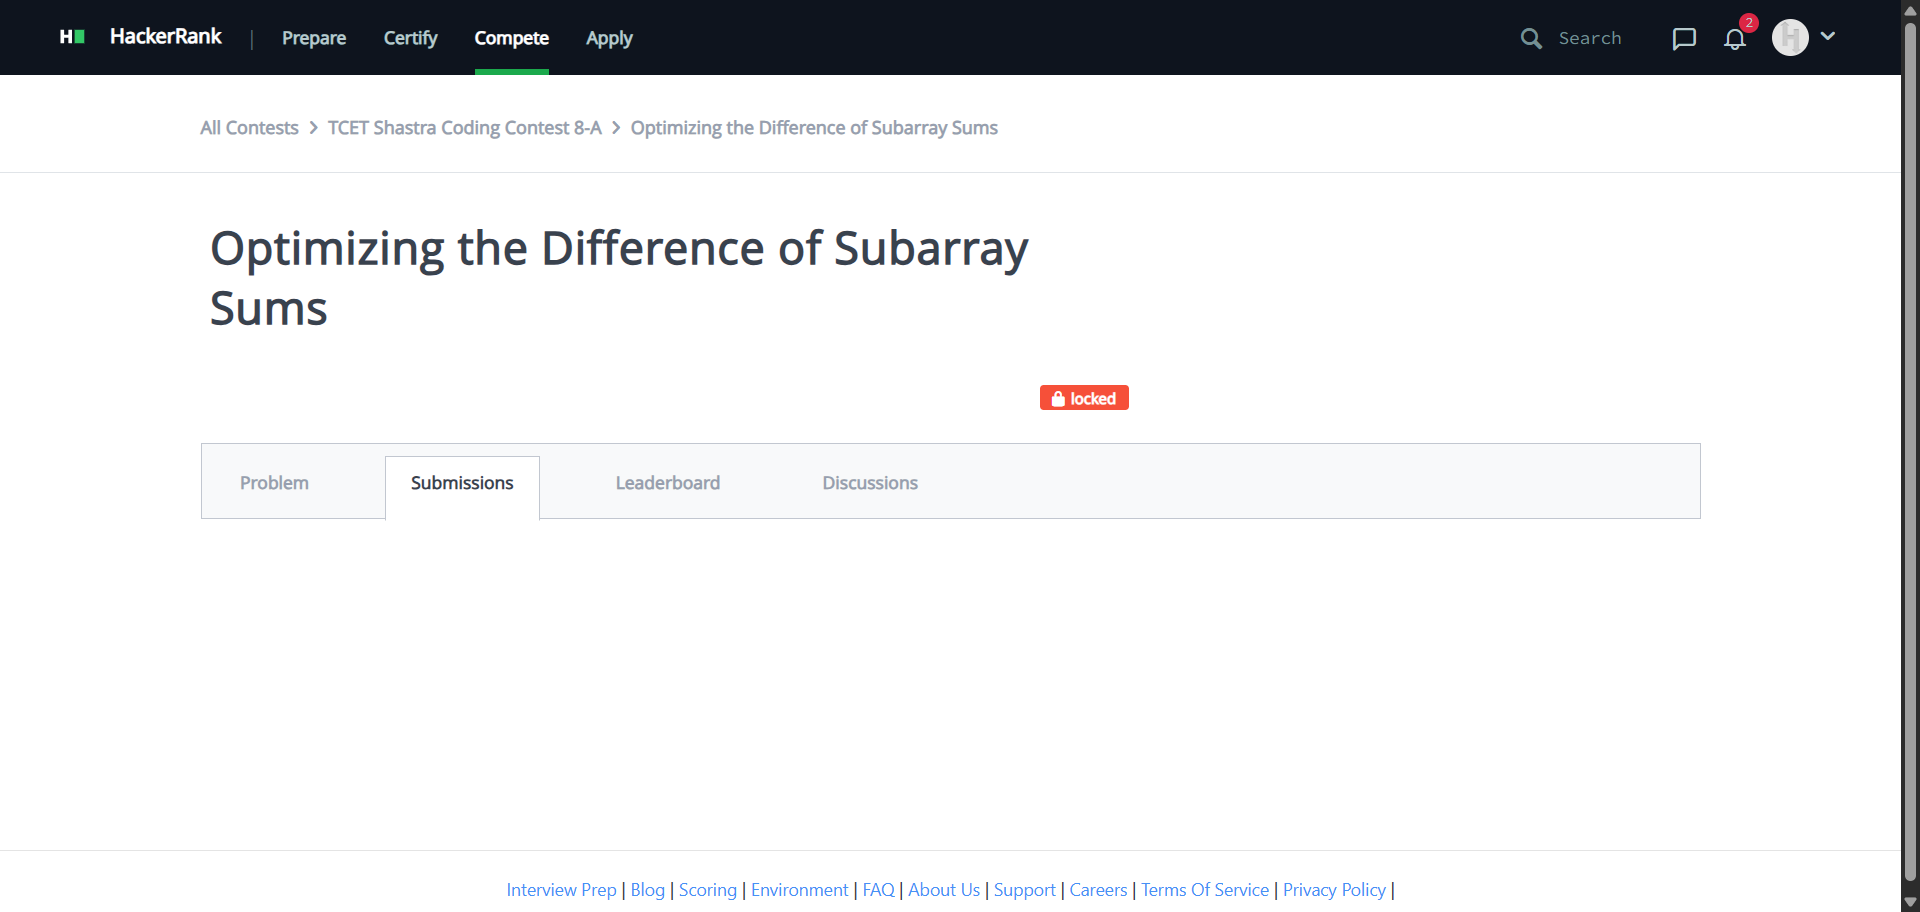 HackerRank | Prepare Certify Compete Apply Search 2
All Contests > TCET Shastra Coding Contest 8-A > Optimizing the Difference of Subarray Sums
Optimizing the Difference of Subarray
Sums
locked
Problem Submissions Leaderboard Discussions
Interview Prep | Blog | Scoring | Environment | FAQ | About Us | Support | Careers | Terms Of Service | Privacy Policy |